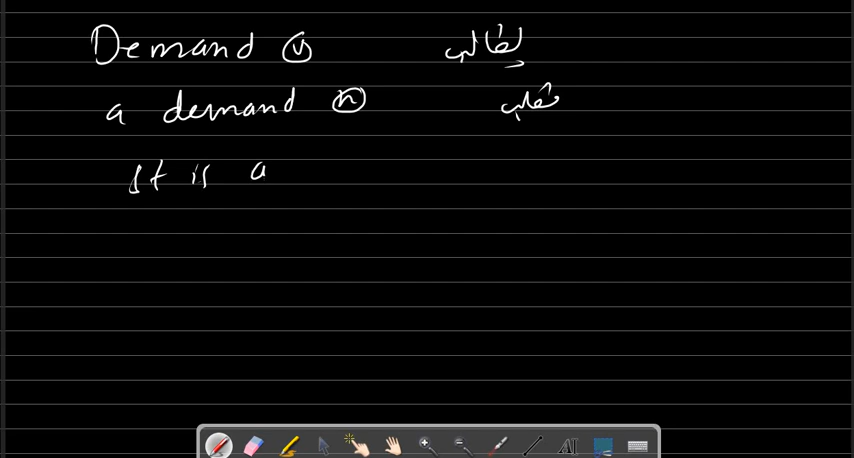 Demand (v) يطالب
a demand (n) طلب
It is a